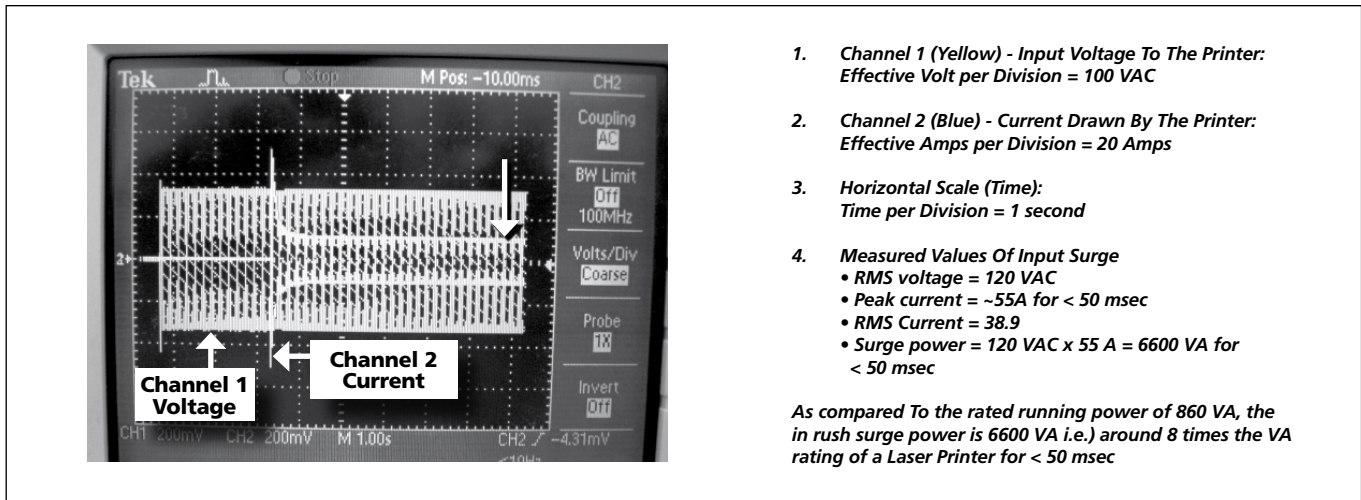 Tek Stop M Pos: -10.00ms CH2
Coupling
AC
BW Limit
Off
100MHz
2+
Volts/Div
Coarse
Probe
1X
Channel 2
Current
Channel 1
Voltage
Invert
Off
CH1 200mV CH2 200mV M 1.00s CH2 -4.31mV
<10Hz
1. Channel 1 (Yellow) - Input Voltage To The Printer:
Effective Volt per Division = 100 VAC
2. Channel 2 (Blue) - Current Drawn By The Printer:
Effective Amps per Division = 20 Amps
3. Horizontal Scale (Time):
Time per Division = 1 second
4. Measured Values Of Input Surge
• RMS voltage = 120 VAC
• Peak current = ~55A for < 50 msec
• RMS Current = 38.9
• Surge power = 120 VAC x 55 A = 6600 VA for
< 50 msec
As compared To the rated running power of 860 VA, the
in rush surge power is 6600 VA i.e.) around 8 times the VA
rating of a Laser Printer for < 50 msec